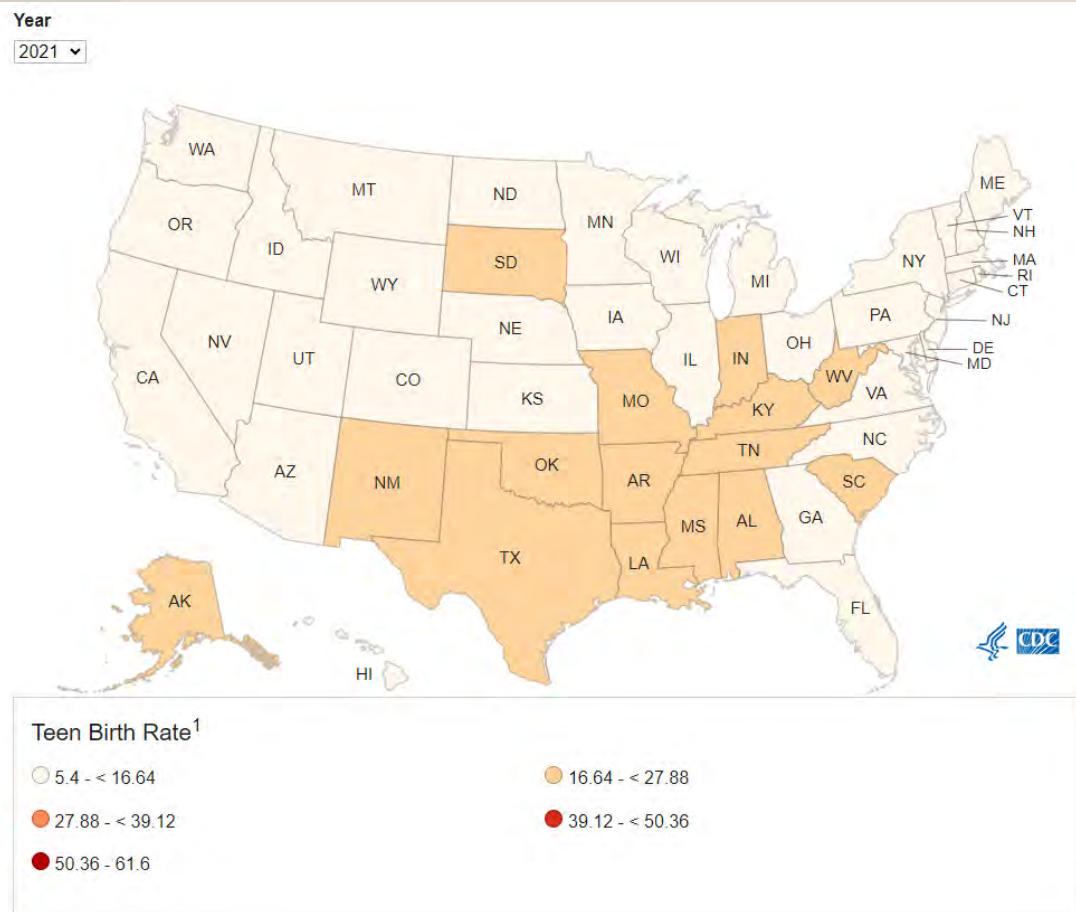 Year
2021
WA
MT
ND
ME
OR
MN
VT
NH
ID
SD
WI
NY
MA
RI
WY
MI
CT
IA
PA
NJ
NE
NV
OH
DE
UT
IL
IN
MD
CA
CO
WV
VA
KS
MO
KY
NC
TN
AZ
OK
NM
AR
SC
MS
AL
GA
TX
LA
AK
FL
CDC
HI
Teen Birth Rate1
5.4 - < 16.64
16.64 - < 27.88
27.88 - < 39.12
39.12 - < 50.36
50.36 - 61.6